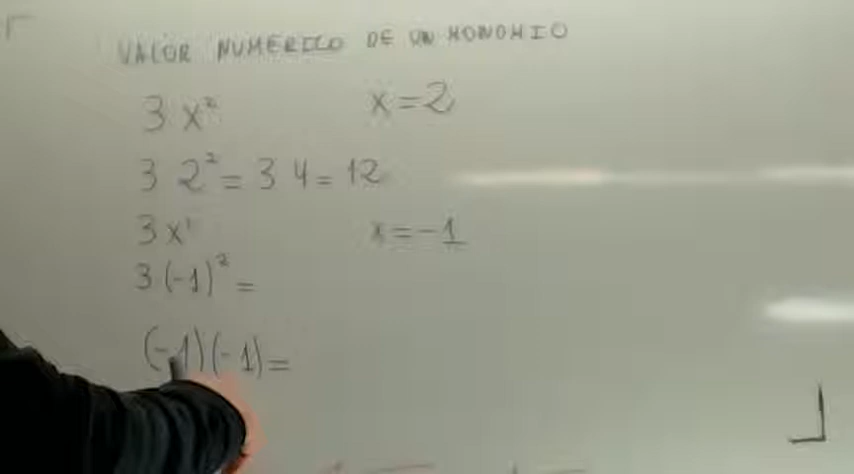 VALOR NUMERICO DE UN MONOMIO
3 x² x = 2
3 2² = 3 4 = 12
3 x² x = -1
3 (-1)² =
(-1)(-1) =